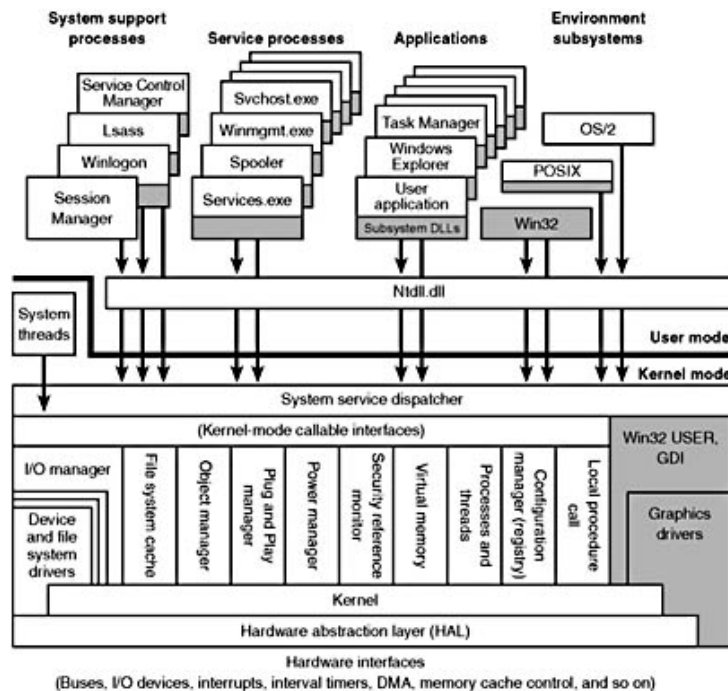 System support
processes
Service processes
Applications
Environment
subsystems
Service Control
Manager
Lsass
Winlogon
Session
Manager
Svchost.exe
Winmgmt.exe
Spooler
Services.exe
Task Manager
Windows
Explorer
User
application
Subsystem DLLs
OS/2
POSIX
Win32
Ntdll.dll
System
threads
User mode
Kernel mode
System service dispatcher
(Kernel-mode callable interfaces)
Win32 USER,
GDI
I/O manager
Device and
file system
drivers
File system cache
Object manager
Plug and Play
manager
Power manager
Security reference
monitor
Virtual memory
Processes and
threads
Configuration
manager (registry)
Local procedure
call
Graphics
drivers
Kernel
Hardware abstraction layer (HAL)
Hardware interfaces
(Buses, I/O devices, interrupts, interval timers, DMA, memory cache control, and so on)